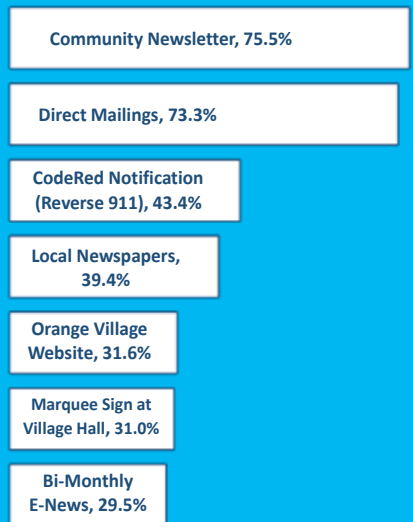 Community Newsletter, 75.5%
Direct Mailings, 73.3%
CodeRed Notification
(Reverse 911), 43.4%
Local Newspapers,
39.4%
Orange Village
Website, 31.6%
Marquee Sign at
Village Hall, 31.0%
Bi-Monthly
E-News, 29.5%